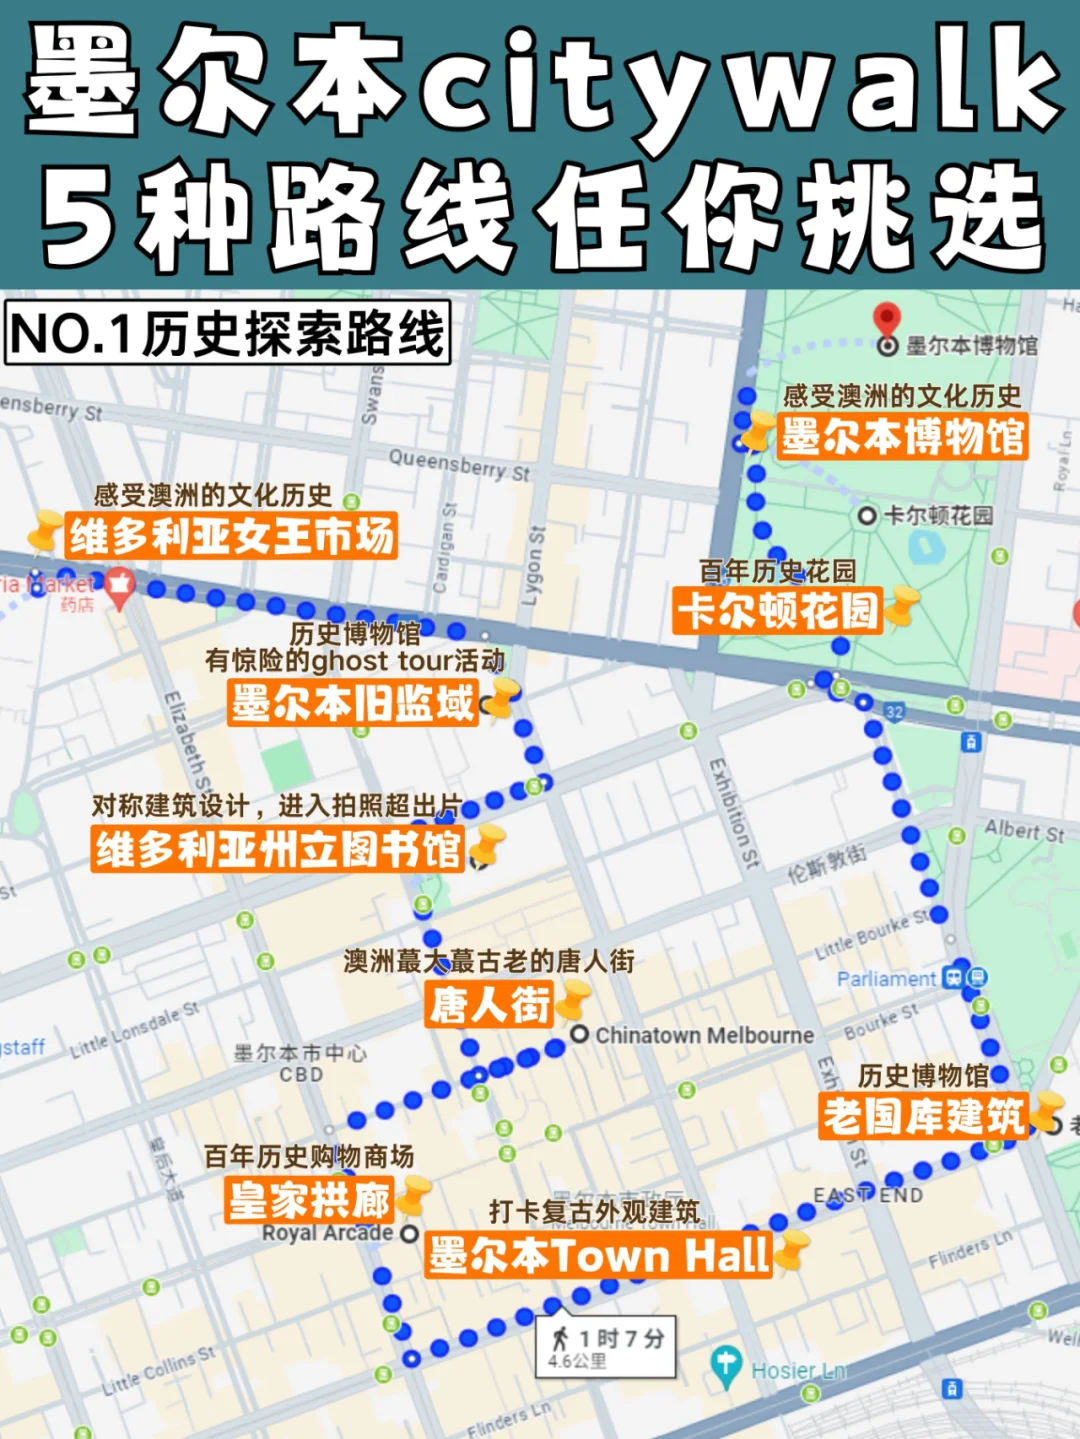 墨尔本citywalk
5种路线任你挑选
NO.1历史探索路线
墨尔本博物馆
感受澳洲的文化历史
墨尔本博物馆
ensberry St
Swans
Queensberry St
Royal Ln
感受澳洲的文化历史
维多利亚女王市场
Cardigan St
Lygon St
卡尔顿花园
百年历史花园
卡尔顿花园
ria Market
药店
历史博物馆
有惊险的ghost tour活动
墨尔本旧监域
32
Elizabeth St
Exhibition St
对称建筑设计，进入拍照超出片
维多利亚州立图书馆
Albert St
伦斯敦街
Little Bourke St
澳洲蕞大蕞古老的唐人街
唐人街
Parliament
Chinatown Melbourne
Bourke St
Little Lonsdale St
gstaff
墨尔本市中心
CBD
Exhibition St
历史博物馆
老国库建筑
老
皇后大道
百年历史购物商场
皇家拱廊
Royal Arcade
EAST END
打卡复古外观建筑
墨尔本Town Hall
Flinders Ln
1 时 7 分
4.6公里
Little Collins St
Hosier Ln
Well
Flinders Ln